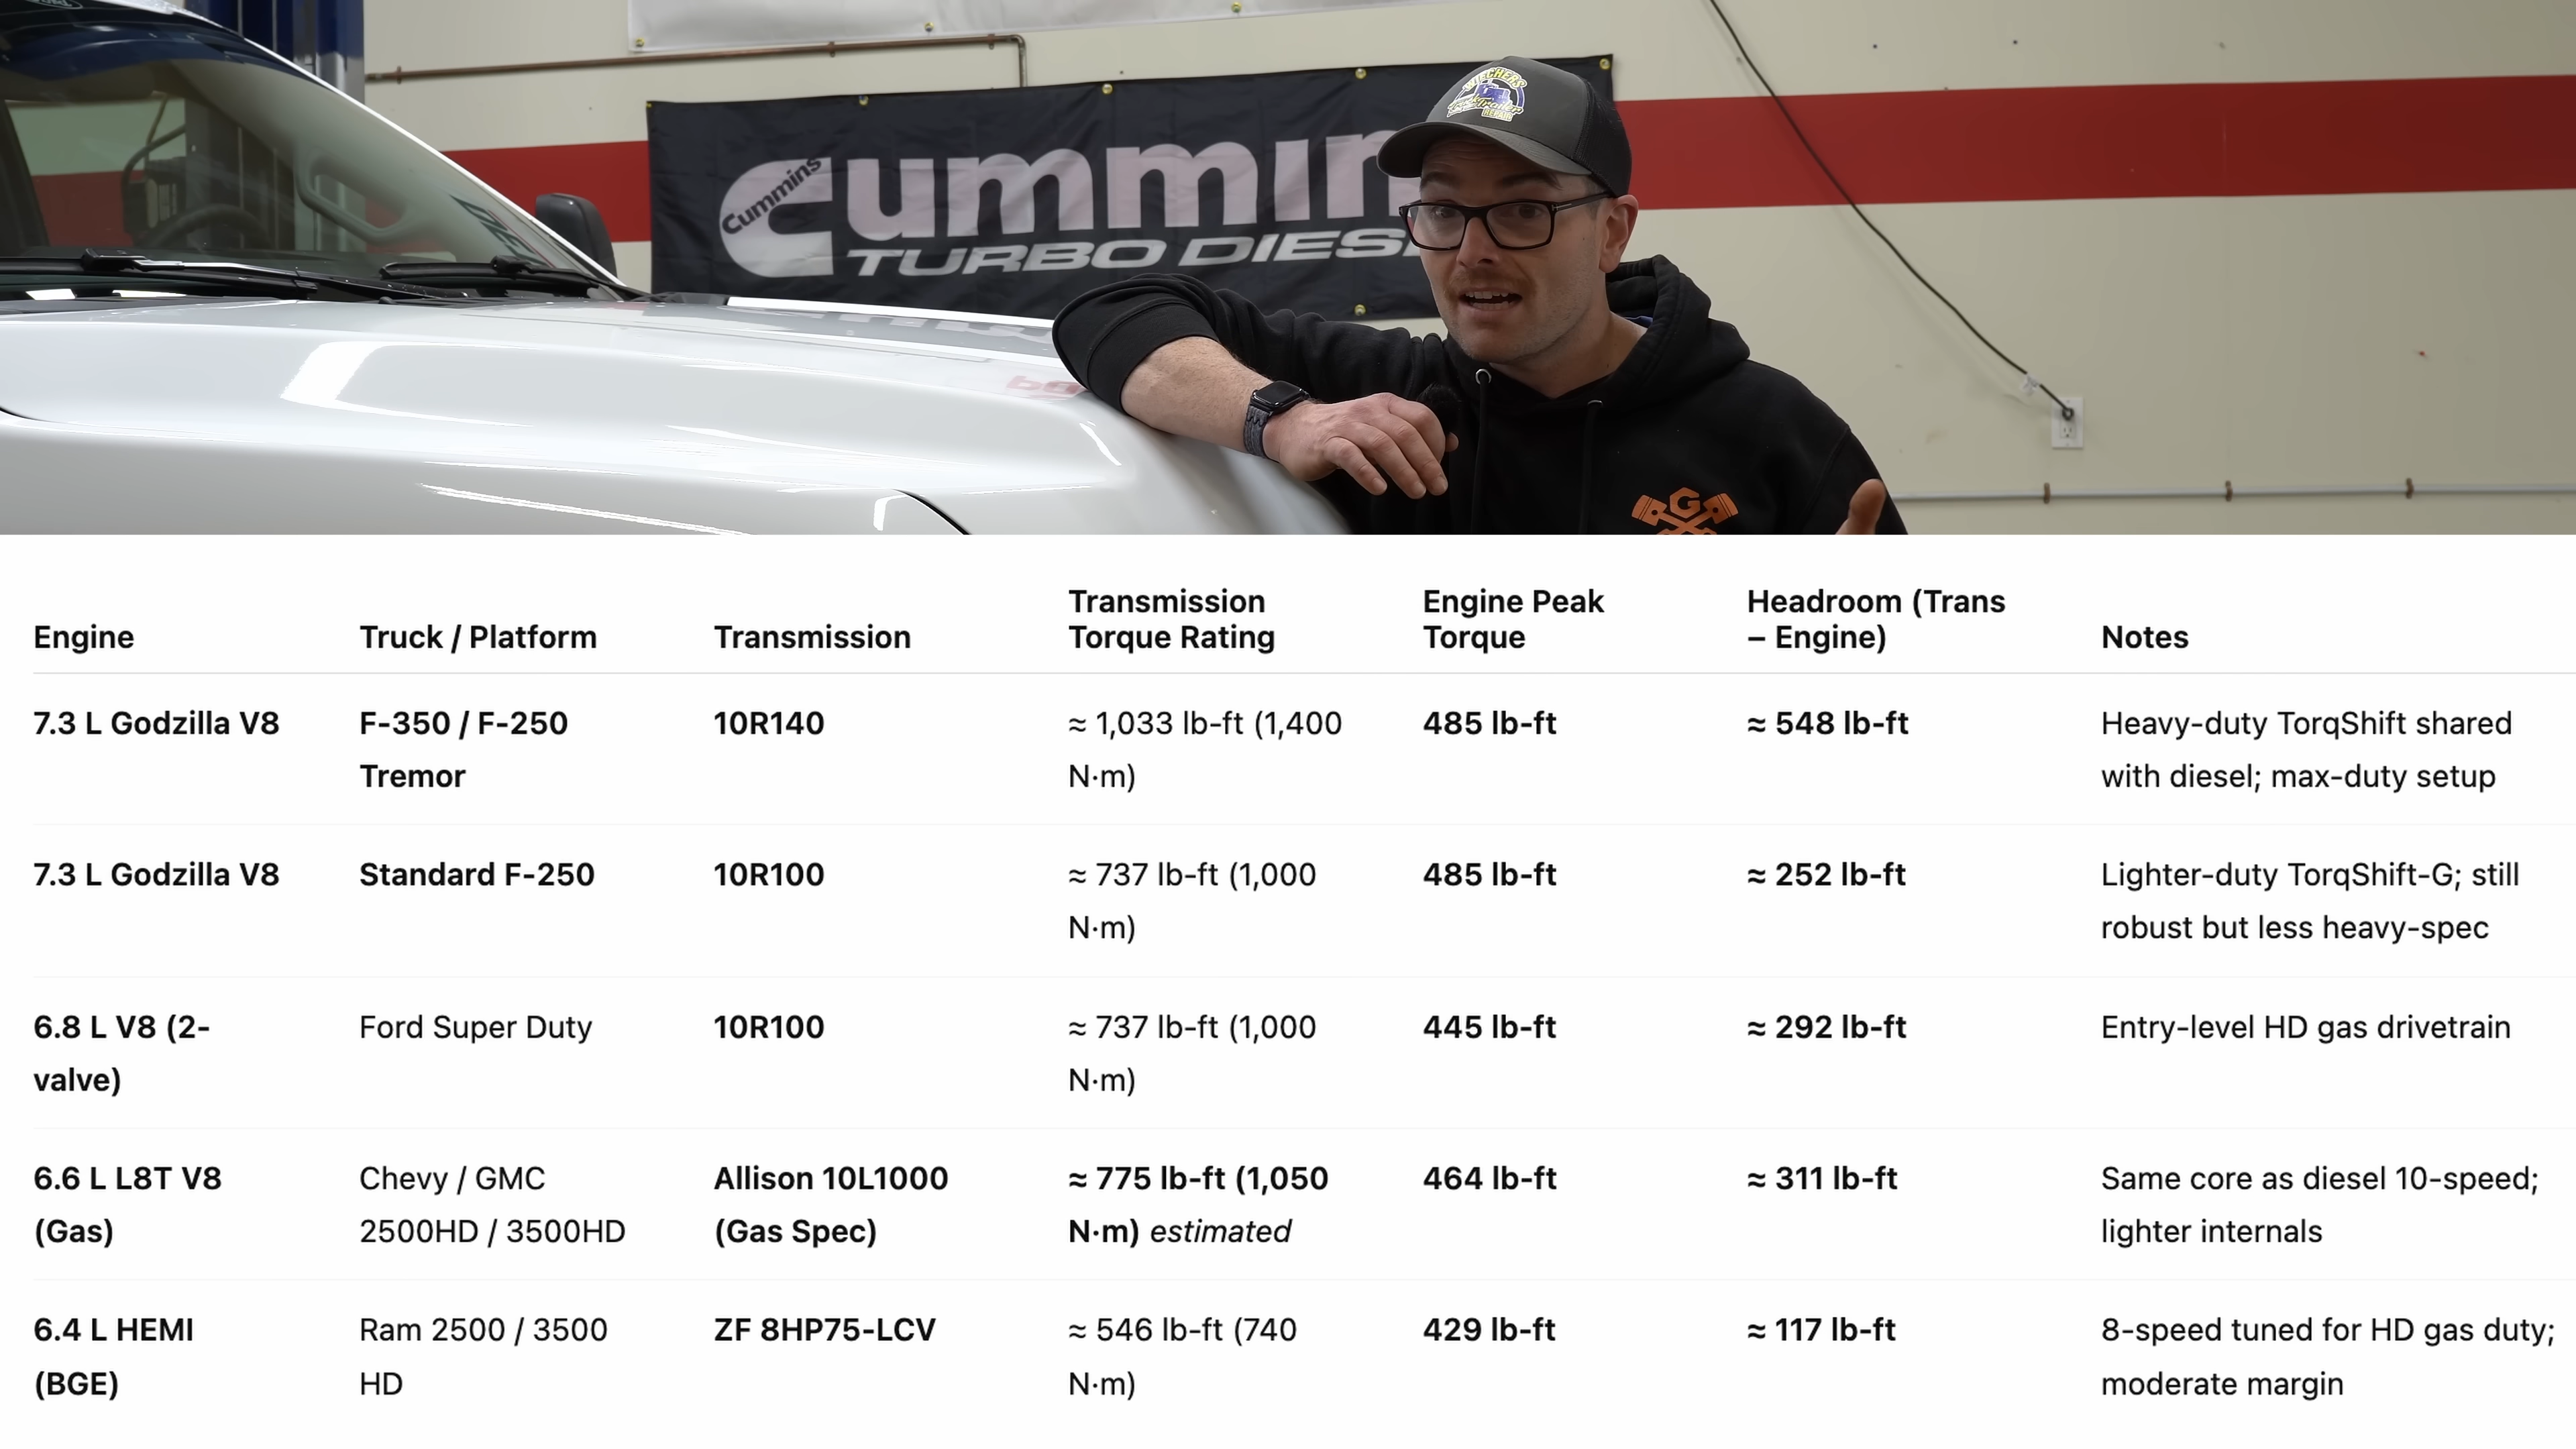 Cummins
Cummin
TURBO DIES
G
REPAIR
Engine
Truck / Platform
Transmission
Transmission
Torque Rating
Engine Peak
Torque
Headroom (Trans
– Engine)
Notes
7.3 L Godzilla V8
F-350 / F-250
Tremor
10R140
≈ 1,033 lb-ft (1,400
N·m)
485 lb-ft
≈ 548 lb-ft
Heavy-duty TorqShift shared
with diesel; max-duty setup
7.3 L Godzilla V8
Standard F-250
10R100
≈ 737 lb-ft (1,000
N·m)
485 lb-ft
≈ 252 lb-ft
Lighter-duty TorqShift-G; still
robust but less heavy-spec
6.8 L V8 (2-
valve)
Ford Super Duty
10R100
≈ 737 lb-ft (1,000
N·m)
445 lb-ft
≈ 292 lb-ft
Entry-level HD gas drivetrain
6.6 L L8T V8
(Gas)
Chevy / GMC
2500HD / 3500HD
Allison 10L1000
(Gas Spec)
≈ 775 lb-ft (1,050
N·m) estimated
464 lb-ft
≈ 311 lb-ft
Same core as diesel 10-speed;
lighter internals
6.4 L HEMI
(BGE)
Ram 2500 / 3500
HD
ZF 8HP75-LCV
≈ 546 lb-ft (740
N·m)
429 lb-ft
≈ 117 lb-ft
8-speed tuned for HD gas duty;
moderate margin